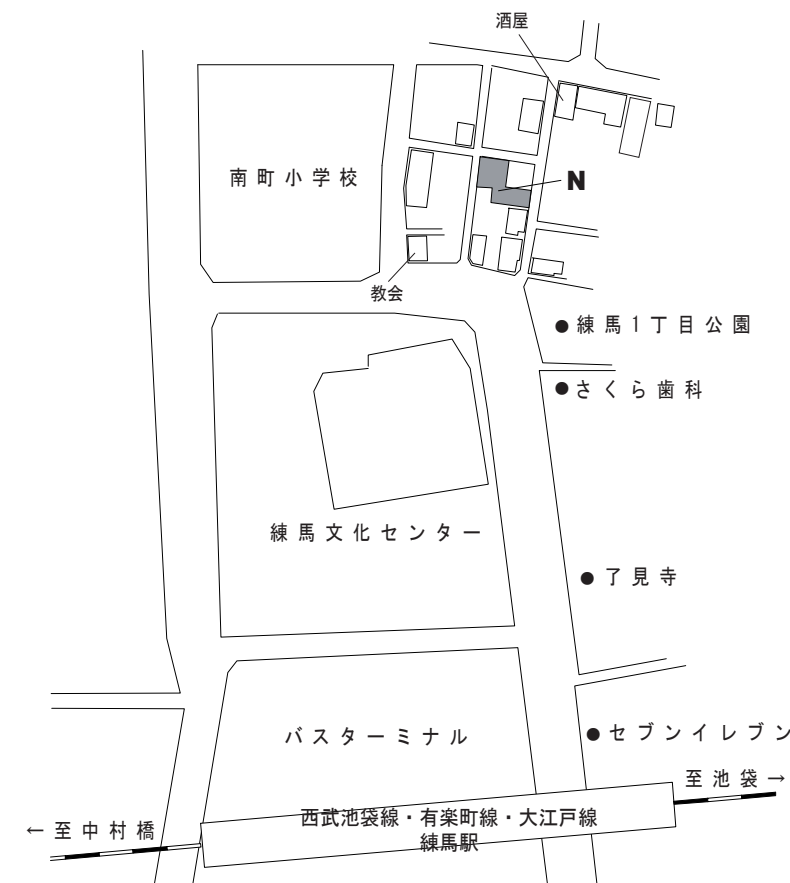 酒屋
南町小学校
N
教会
練馬1丁目公園
さくら歯科
練馬文化センター
了見寺
バスターミナル
セブンイレブン
至池袋→
西武池袋線・有楽町線・大江戸線
練馬駅
←至中村橋